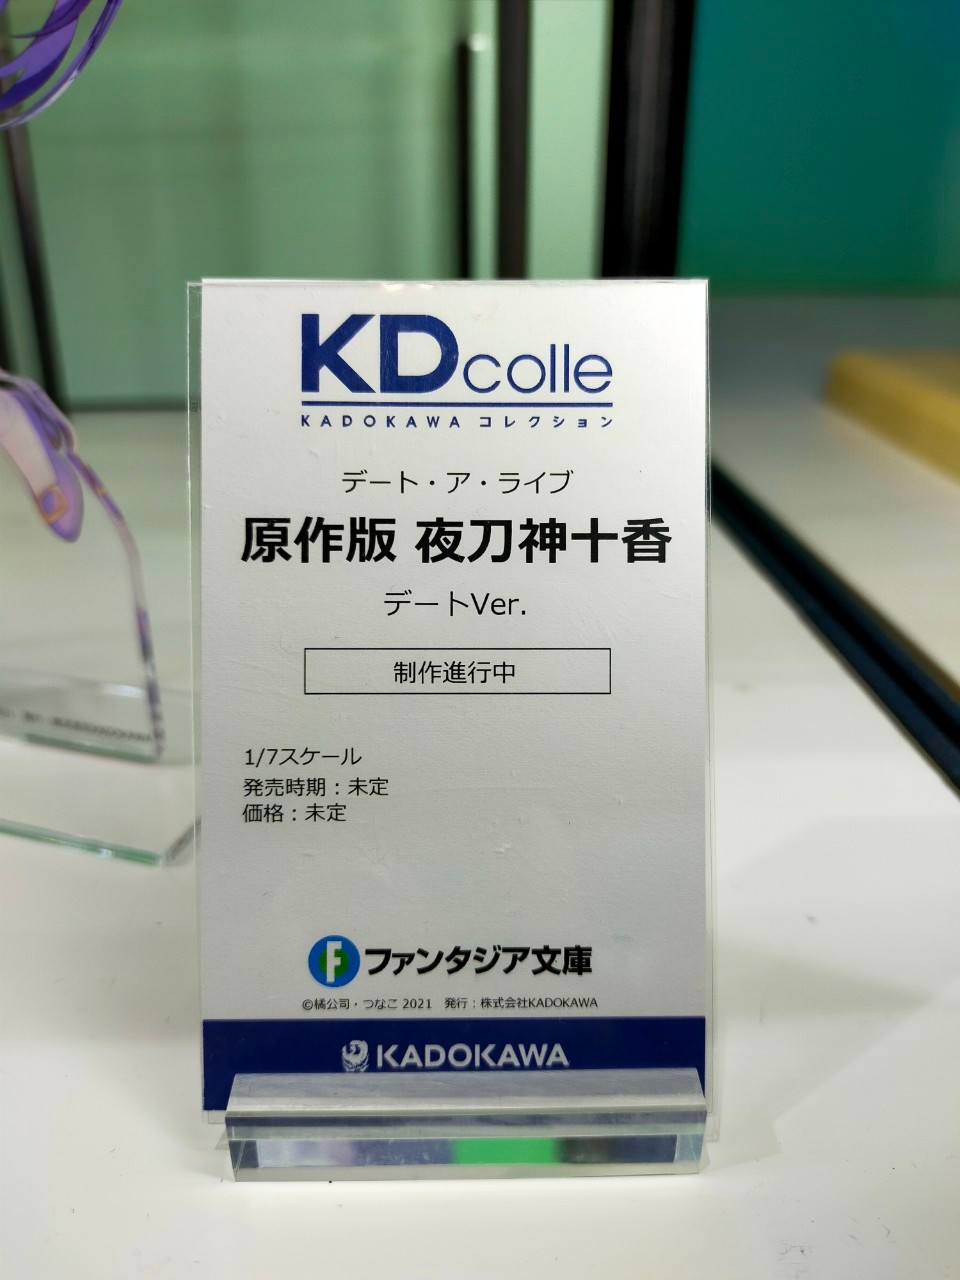 KDcolle
KADOKAWA コレクション
デート・ア・ライブ
原作版 夜刀神十香
デートVer.
制作進行中
1/7スケール
発売時期：未定
価格：未定
F ファンタジア文庫
©橘公司・つなこ 2021 発行：株式会社KADOKAWA
KADOKAWA